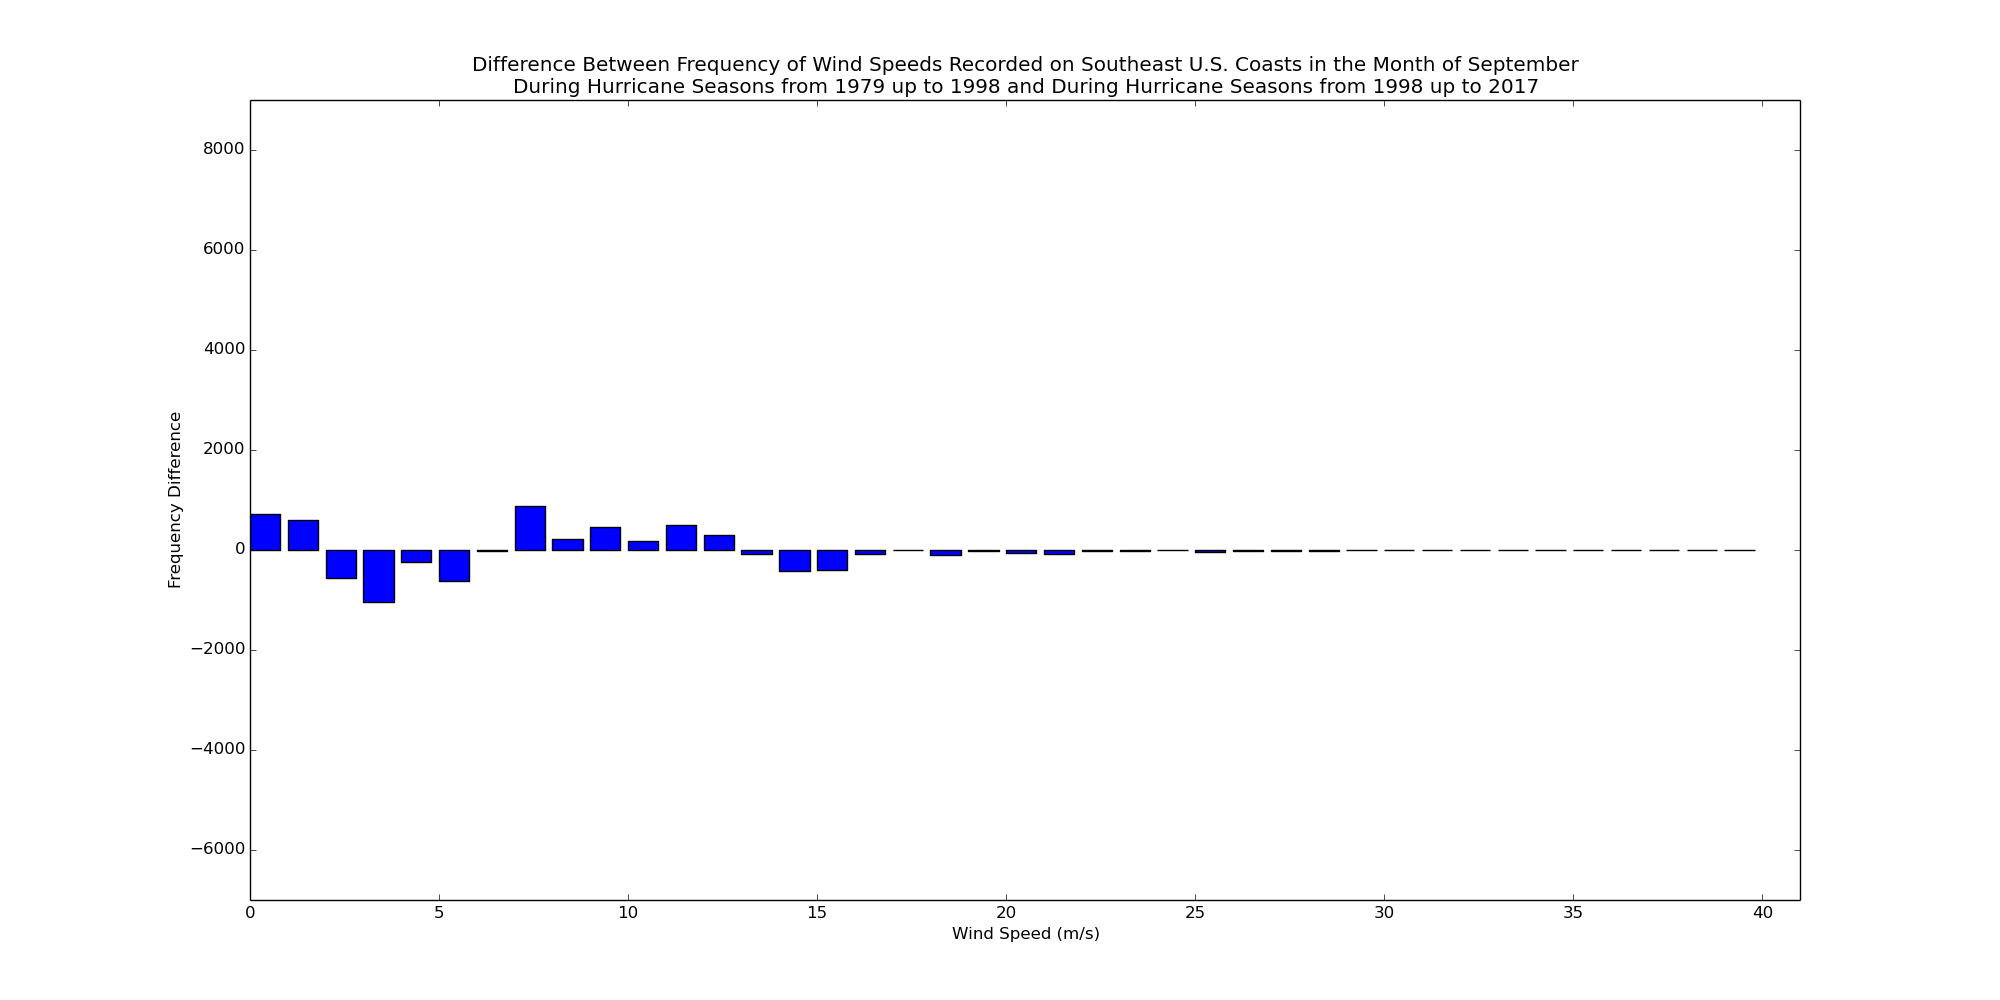 Difference Between Frequency of Wind Speeds Recorded on Southeast U.S. Coasts in the Month of September
During Hurricane Seasons from 1979 up to 1998 and During Hurricane Seasons from 1998 up to 2017
8000
6000
4000
2000
0
−2000
−4000
−6000
Frequency Difference
0 5 10 15 20 25 30 35 40
Wind Speed (m/s)